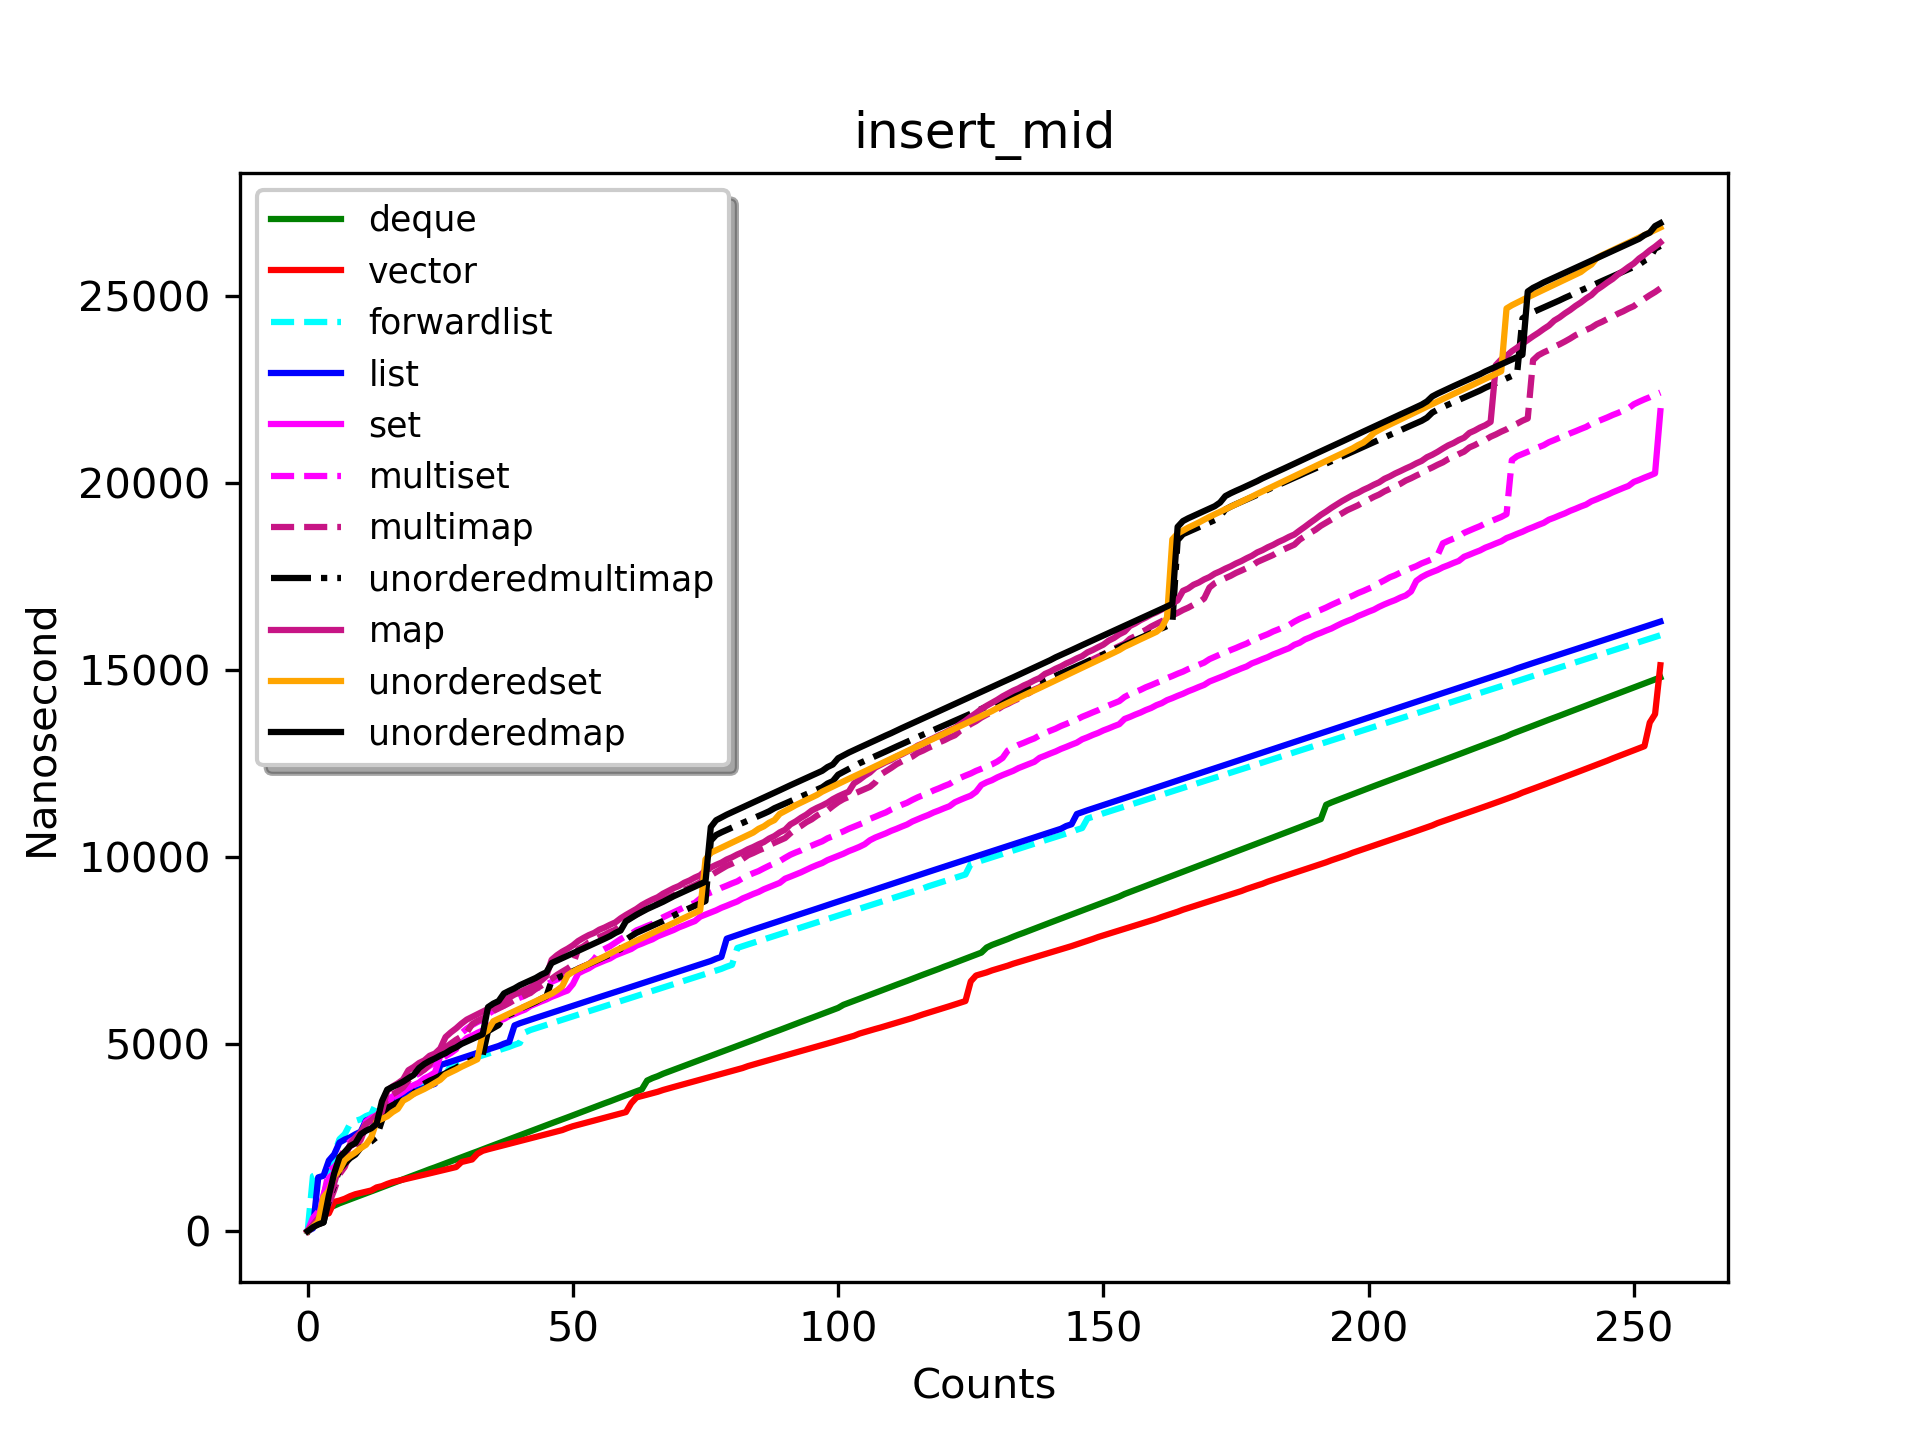 insert_mid
deque
vector
forwardlist
list
set
multiset
multimap
unorderedmultimap
map
unorderedset
unorderedmap
25000
20000
15000
10000
5000
0
Nanosecond
0 50 100 150 200 250
Counts